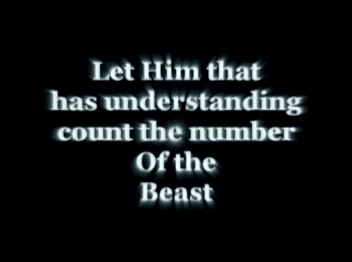 Let Him that
has understanding
count the number
Of the
Beast